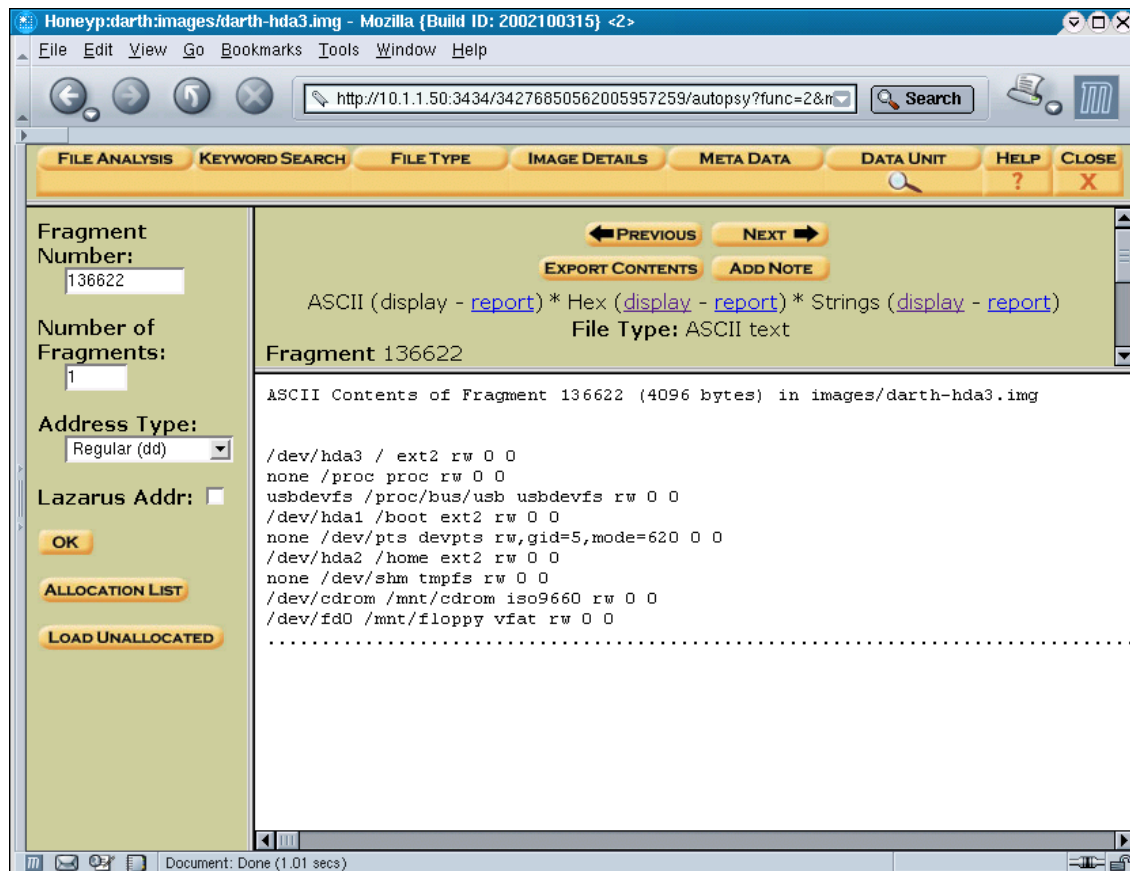 Honeyp:darth:images/darth-hda3.img - Mozilla {Build ID: 2002100315} <2>
File Edit View Go Bookmarks Tools Window Help
http://10.1.1.50:3434/34276850562005957259/autopsy?func=2&m
Search
FILE ANALYSIS KEYWORD SEARCH FILE TYPE IMAGE DETAILS META DATA DATA UNIT HELP CLOSE
? X
Fragment
Number:
136622
Number of
Fragments:
1
Address Type:
Regular (dd)
Lazarus Addr:
OK
ALLOCATION LIST
LOAD UNALLOCATED
PREVIOUS NEXT
EXPORT CONTENTS ADD NOTE
ASCII (display - report) * Hex (display - report) * Strings (display - report)
File Type: ASCII text
Fragment 136622
ASCII Contents of Fragment 136622 (4096 bytes) in images/darth-hda3.img
/dev/hda3 / ext2 rw 0 0
none /proc proc rw 0 0
usbdevfs /proc/bus/usb usbdevfs rw 0 0
/dev/hda1 /boot ext2 rw 0 0
none /dev/pts devpts rw,gid=5,mode=620 0 0
/dev/hda2 /home ext2 rw 0 0
none /dev/shm tmpfs rw 0 0
/dev/cdrom /mnt/cdrom iso9660 rw 0 0
/dev/fd0 /mnt/floppy vfat rw 0 0
........................................................................
Document: Done (1.01 secs)